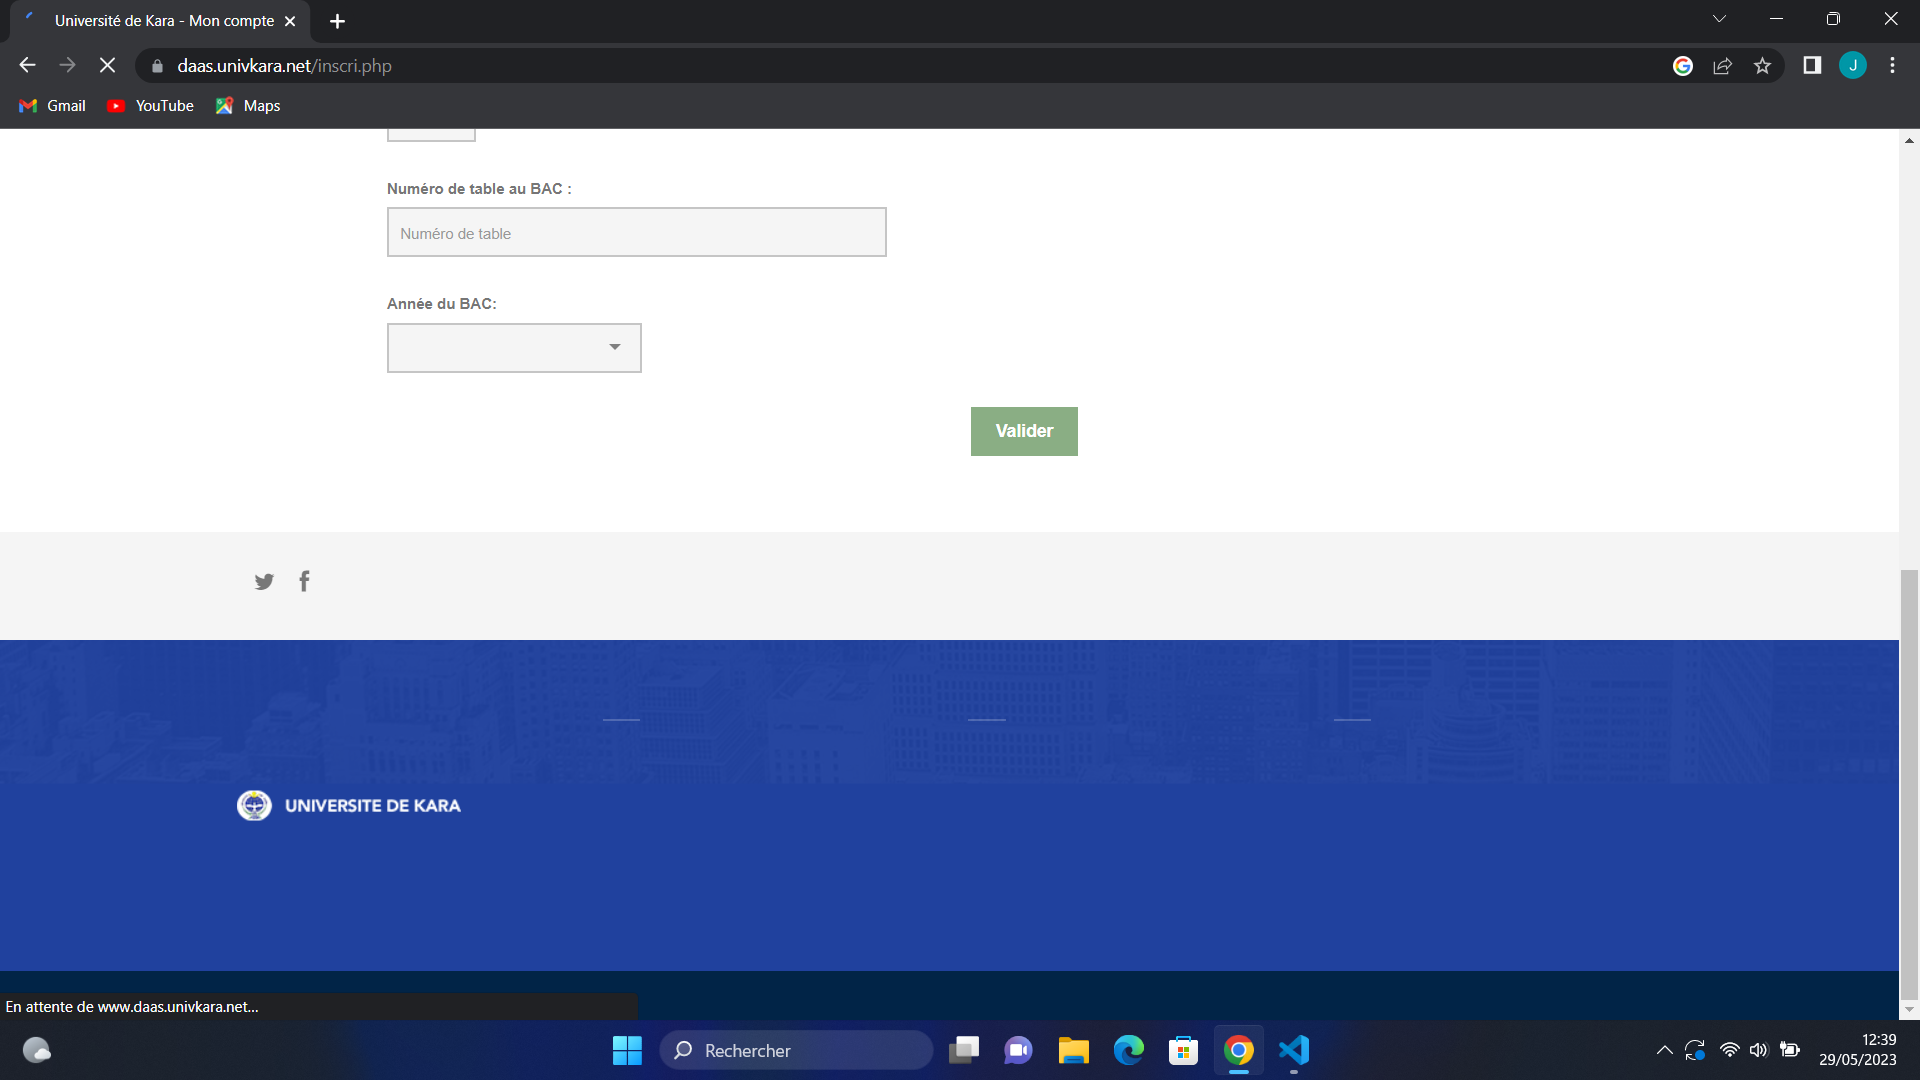 Université de Kara - Mon compte
daas.univkara.net/inscri.php
J
Gmail
YouTube
Maps
Numéro de table au BAC :
Numéro de table
Année du BAC:
Valider
UNIVERSITE DE KARA
En attente de www.daas.univkara.net...
Rechercher
12:39
29/05/2023